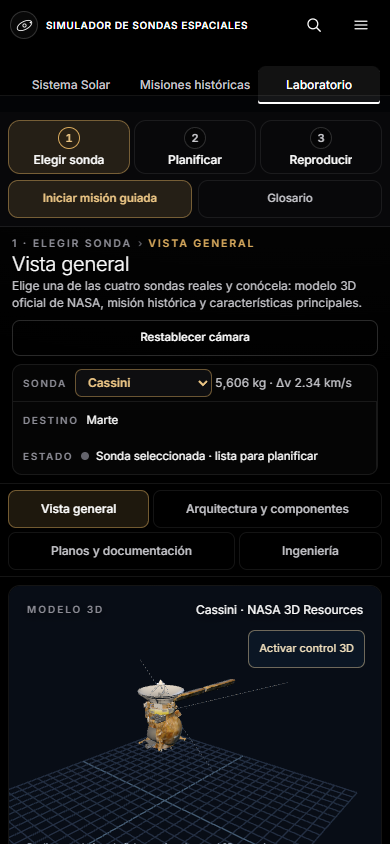 SIMULADOR DE SONDAS ESPACIALES
Sistema Solar Misiones históricas Laboratorio
1 2 3
Elegir sonda Planificar Reproducir
Iniciar misión guiada Glosario
1 · ELEGIR SONDA › VISTA GENERAL
Vista general
Elige una de las cuatro sondas reales y conócela: modelo 3D
oficial de NASA, misión histórica y características principales.
Restablecer cámara
SONDA Cassini 5,606 kg · Δv 2.34 km/s
DESTINO Marte
ESTADO Sonda seleccionada · lista para planificar
Vista general Arquitectura y componentes
Planos y documentación Ingeniería
MODELO 3D Cassini · NASA 3D Resources
Activar control 3D